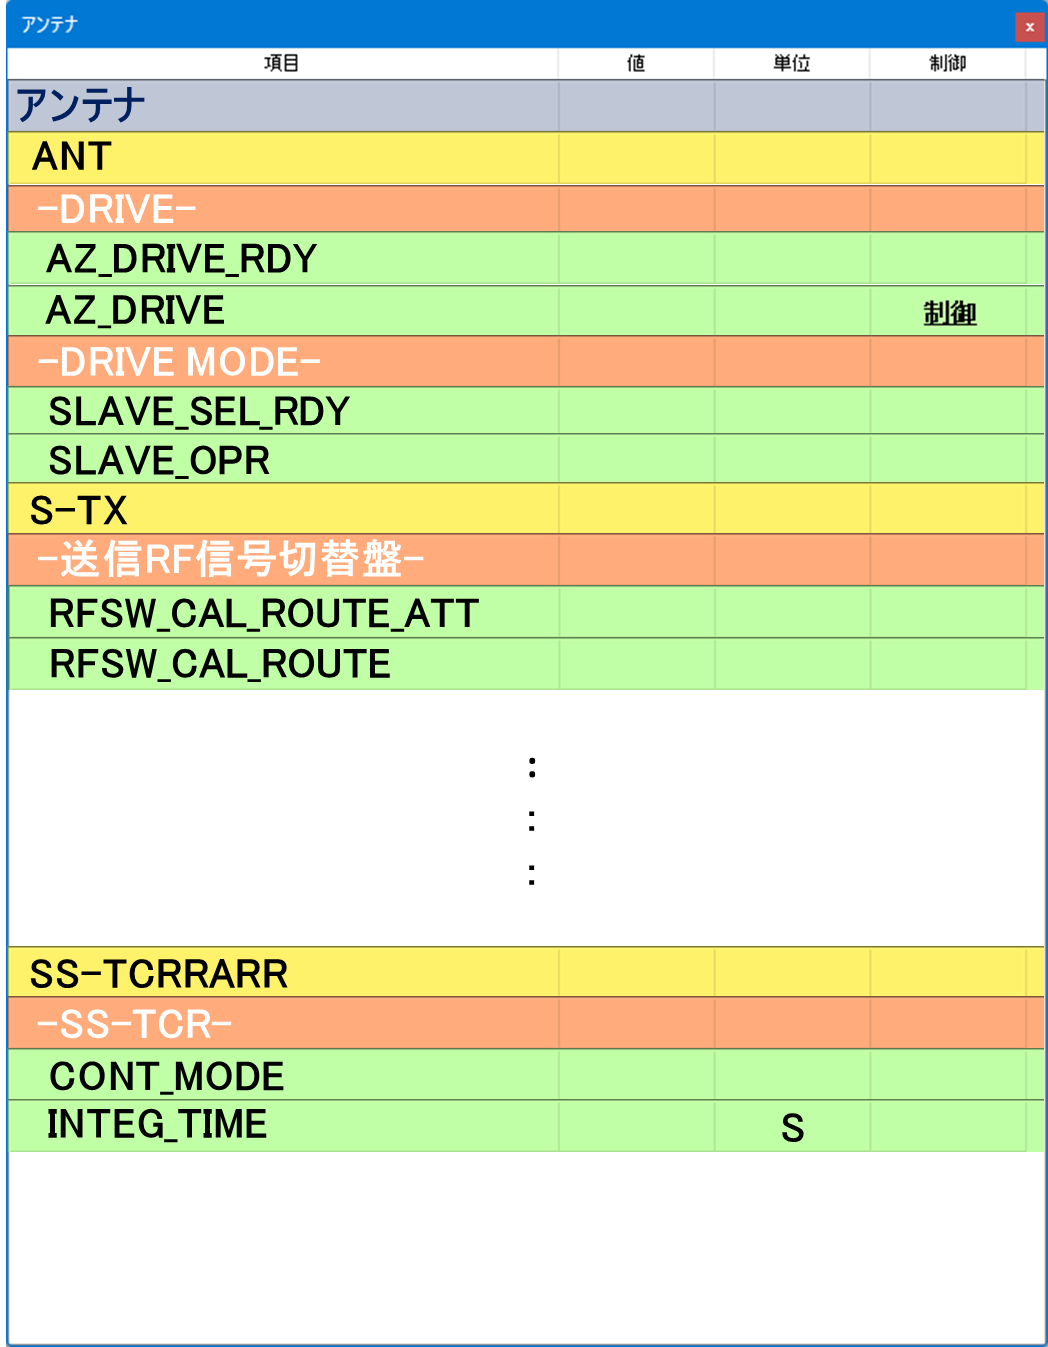 アンテナ
x
項目 値 単位 制御
アンテナ
ANT
-DRIVE-
AZ_DRIVE_RDY
AZ_DRIVE 制御
-DRIVE MODE-
SLAVE_SEL_RDY
SLAVE_OPR
S-TX
-送信RF信号切替盤-
RFSW_CAL_ROUTE_ATT
RFSW_CAL_ROUTE
:
:
:
SS-TCRRARR
-SS-TCR-
CONT_MODE
INTEG_TIME S